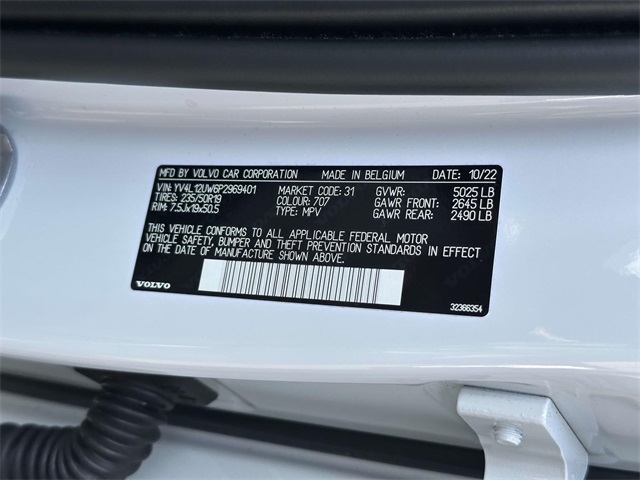 MFD BY VOLVO CAR CORPORATION MADE IN BELGIUM DATE: 10/22
VIN: YV4L12UW6P2969401 MARKET CODE: 31 GVWR: 5025 LB
TIRES: 235/50R19 COLOUR: 707 GAWR FRONT: 2645 LB
RIM: 7.5Jx19x50.5 TYPE: MPV GAWR REAR: 2490 LB
THIS VEHICLE CONFORMS TO ALL APPLICABLE FEDERAL MOTOR
VEHICLE SAFETY, BUMPER AND THEFT PREVENTION STANDARDS IN EFFECT
ON THE DATE OF MANUFACTURE SHOWN ABOVE.
VOLVO 32366354